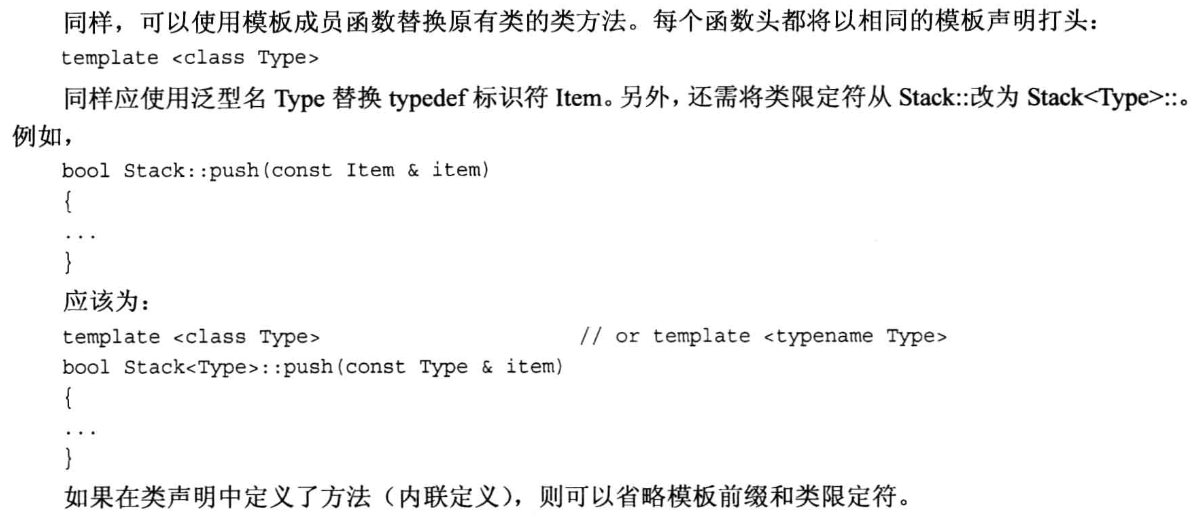 同样，可以使用模板成员函数替换原有类的类方法。每个函数头都将以相同的模板声明打头：
template <class Type>
同样应使用泛型名 Type 替换 typedef 标识符 Item。另外，还需将类限定符从 Stack::改为 Stack<Type>::。
例如，
bool Stack::push(const Item & item)
{
...
}
应该为：
template <class Type> // or template <typename Type>
bool Stack<Type>::push(const Type & item)
{
...
}
如果在类声明中定义了方法（内联定义），则可以省略模板前缀和类限定符。